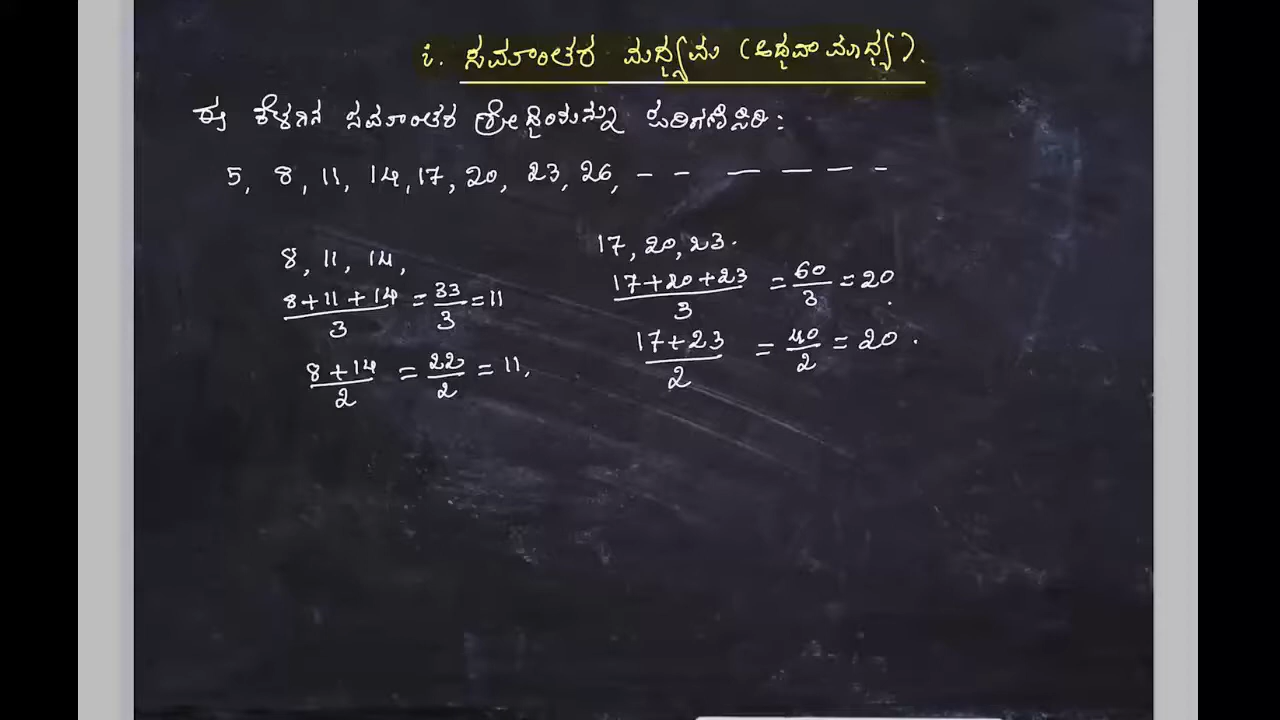 i. ಸಮಾಂತರ ಮಧ್ಯಮ (ಅಥವಾ ಮಾಧ್ಯ).
ಈ ಕೆಳಗಿನ ಸಮಾಂತರ ಶ್ರೇಢಿಯನ್ನು ಪರಿಗಣಿಸಿರಿ:
5, 8, 11, 14, 17, 20, 23, 26, – – – – – –
8, 11, 14,
8+11+14/3 = 33/3 = 11
8+14/2 = 22/2 = 11.
17, 20, 23.
17+20+23/3 = 60/3 = 20
17+23/2 = 40/2 = 20.